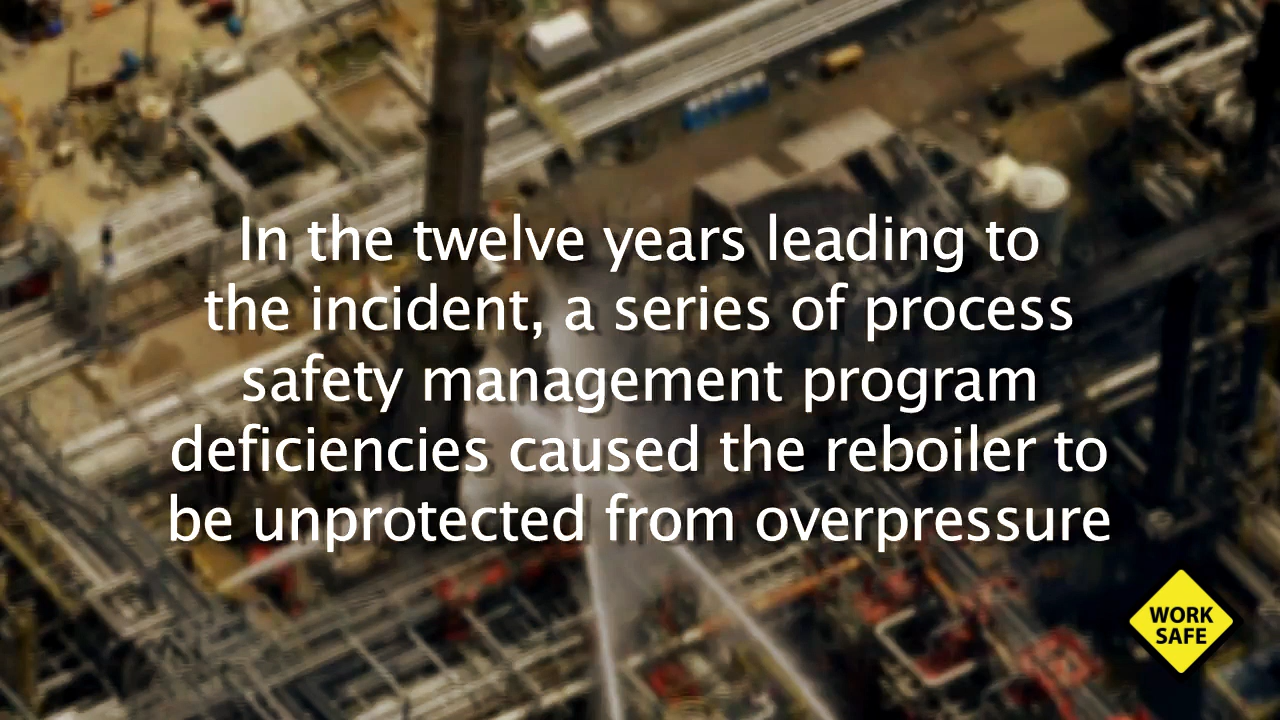 In the twelve years leading to
the incident, a series of process
safety management program
deficiencies caused the reboiler to
be unprotected from overpressure
WORK
SAFE